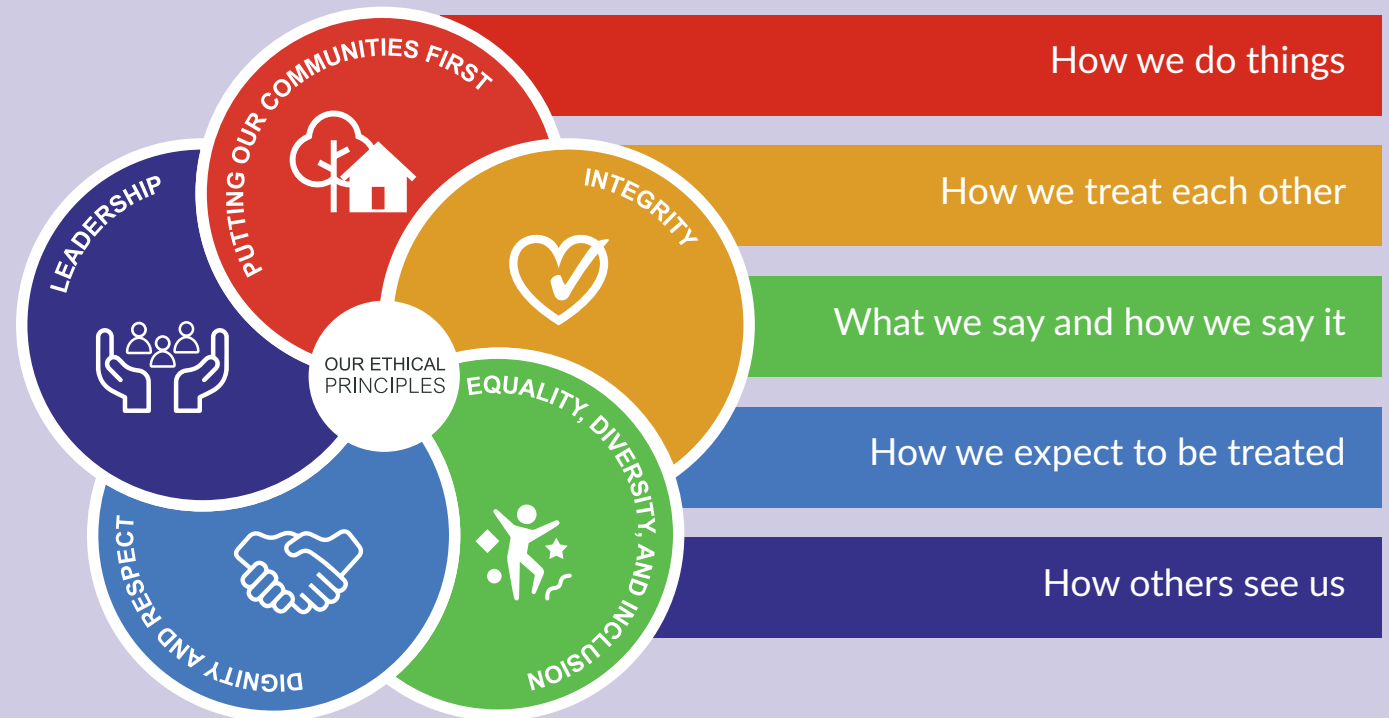 PUTTING OUR COMMUNITIES FIRST
INTEGRITY
EQUALITY, DIVERSITY, AND INCLUSION
DIGNITY AND RESPECT
LEADERSHIP
OUR ETHICAL
PRINCIPLES
How we do things
How we treat each other
What we say and how we say it
How we expect to be treated
How others see us